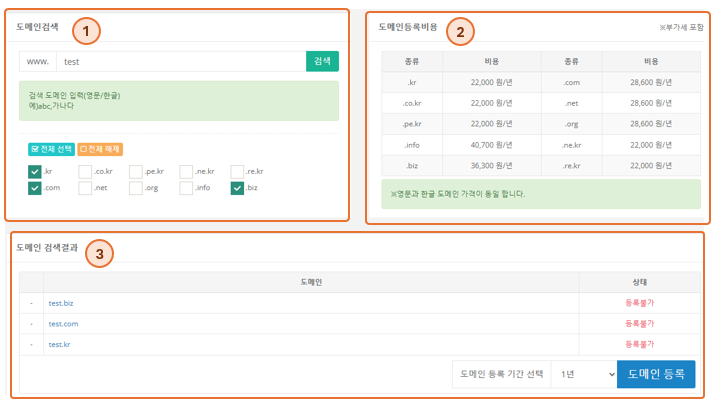 도메인검색
1
www.
test
검색
검색 도메인 입력(영문/한글)
예)abc,가나다
전체 선택
전체 해제
.kr
.co.kr
.pe.kr
.ne.kr
.re.kr
.com
.net
.org
.info
.biz
도메인등록비용
2
※부가세 포함
종류 비용 종류 비용
.kr 22,000 원/년 .com 28,600 원/년
.co.kr 22,000 원/년 .net 28,600 원/년
.pe.kr 22,000 원/년 .org 28,600 원/년
.info 40,700 원/년 .ne.kr 22,000 원/년
.biz 36,300 원/년 .re.kr 22,000 원/년
※영문과 한글 도메인 가격이 동일 합니다.
도메인 검색결과
3
도메인 상태
- test.biz 등록불가
- test.com 등록불가
- test.kr 등록불가
도메인 등록 기간 선택 1년 도메인 등록